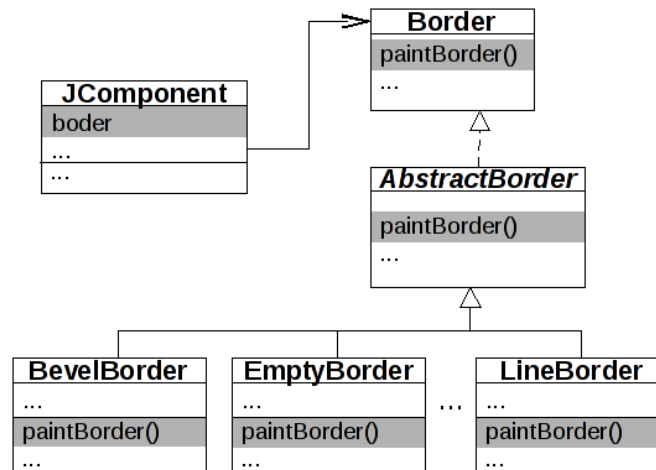 Border
paintBorder()
...
JComponent
boder
...
...
AbstractBorder
paintBorder()
...
BevelBorder
...
paintBorder()
...
EmptyBorder
...
paintBorder()
...
...
LineBorder
...
paintBorder()
...